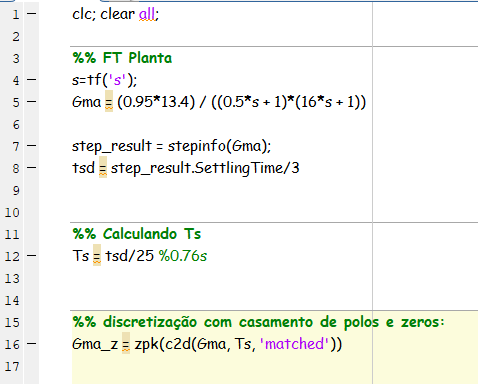 1 clc; clear all;
2
3 %% FT Planta
4 s=tf('s');
5 Gma = (0.95*13.4) / ((0.5*s + 1)*(16*s + 1))
6
7 step_result = stepinfo(Gma);
8 tsd = step_result.SettlingTime/3
9
10
11 %% Calculando Ts
12 Ts = tsd/25 %0.76s
13
14
15 %% discretização com casamento de polos e zeros:
16 Gma_z = zpk(c2d(Gma, Ts, 'matched'))
17